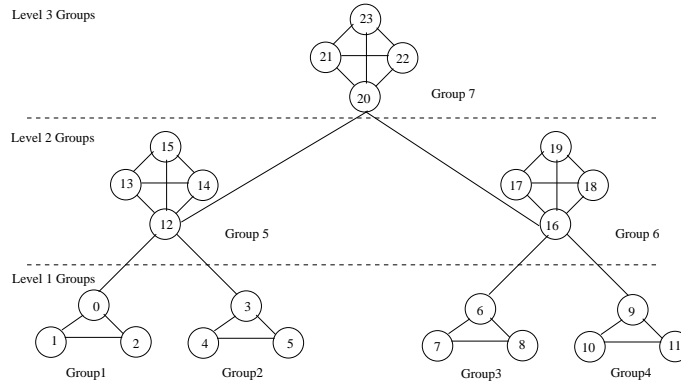 Level 3 Groups
23
21
22
20
Group 7
Level 2 Groups
15
19
13
14
17
18
12
16
Group 5
Group 6
Level 1 Groups
0
3
6
9
1
2
4
5
7
8
10
11
Group1
Group2
Group3
Group4